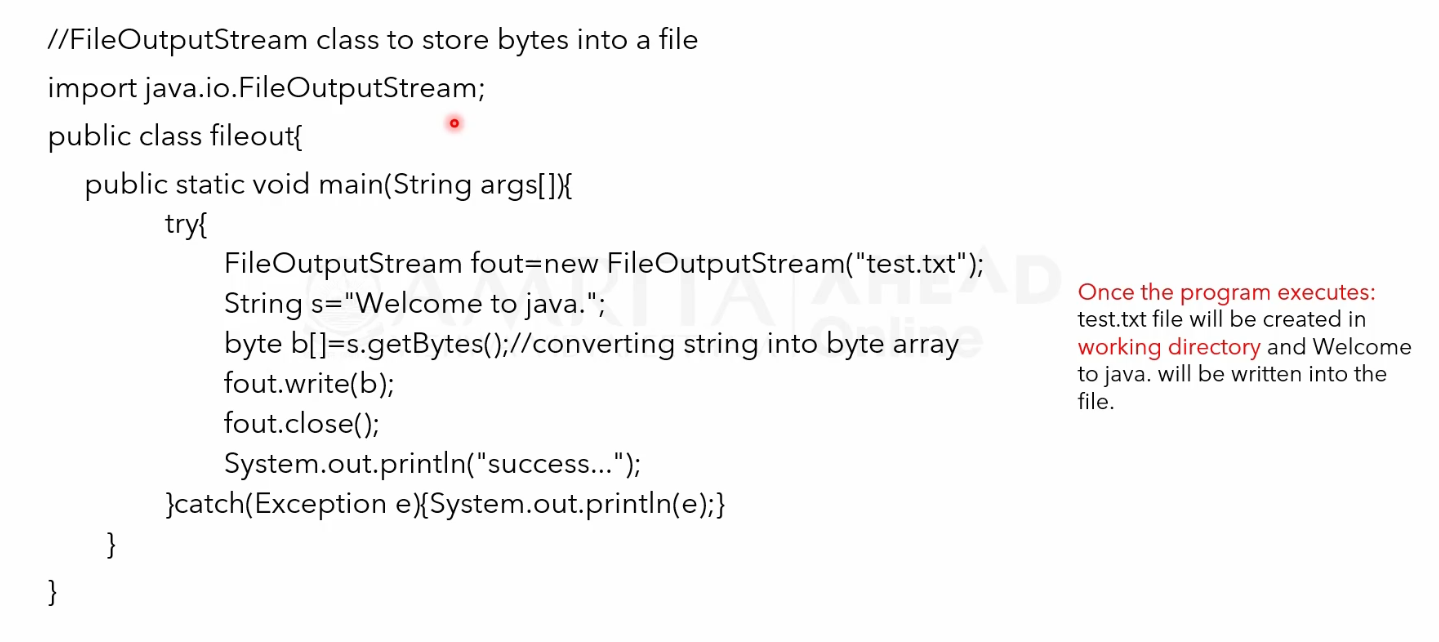 //FileOutputStream class to store bytes into a file
import java.io.FileOutputStream;
public class fileout{
public static void main(String args[]){
try{
FileOutputStream fout=new FileOutputStream("test.txt");
String s="Welcome to java.";
byte b[]=s.getBytes();//converting string into byte array
fout.write(b);
fout.close();
System.out.println("success...");
}catch(Exception e){System.out.println(e);}
}
}
Once the program executes:
test.txt file will be created in
working directory and Welcome
to java. will be written into the
file.
AMRITA
AHEAD
Online